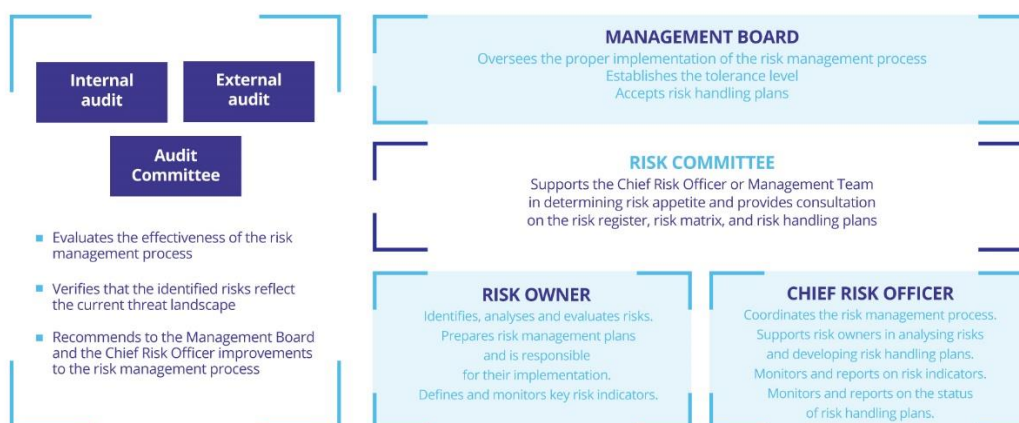 Internal
audit
External
audit
Audit
Committee
Evaluates the effectiveness of the risk
management process
Verifies that the identified risks reflect
the current threat landscape
Recommends to the Management Board
and the Chief Risk Officer improvements
to the risk management process
MANAGEMENT BOARD
Oversees the proper implementation of the risk management process
Establishes the tolerance level
Accepts risk handling plans
RISK COMMITTEE
Supports the Chief Risk Officer or Management Team
in determining risk appetite and provides consultation
on the risk register, risk matrix, and risk handling plans
RISK OWNER
Identifies, analyses and evaluates risks.
Prepares risk management plans
and is responsible
for their implementation.
Defines and monitors key risk indicators.
CHIEF RISK OFFICER
Coordinates the risk management process.
Supports risk owners in analysing risks
and developing risk handling plans.
Monitors and reports on risk indicators.
Monitors and reports on the status
of risk handling plans.